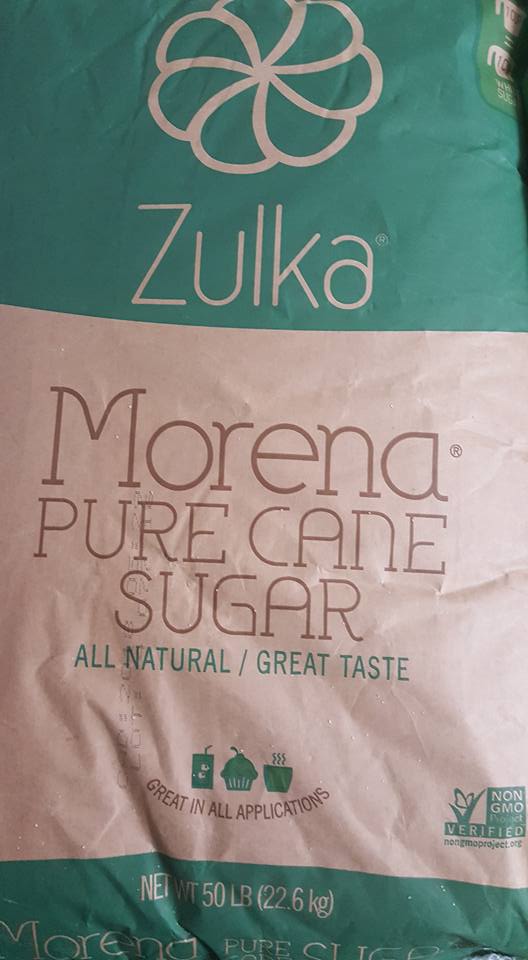 Zulka®
Morena®
PURE CANE
SUGAR
ALL NATURAL / GREAT TASTE
GREAT IN ALL APPLICATIONS
NON
GMO
Project
VERIFIED
nongmoproject.org
NET WT 50 LB (22.6 kg)
Morena PURE